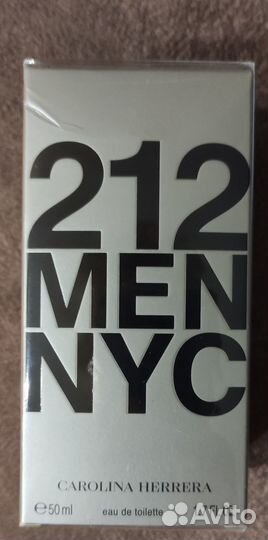 212
MEN
NYC
CAROLINA HERRERA
℮50 ml eau de toilette
Avito